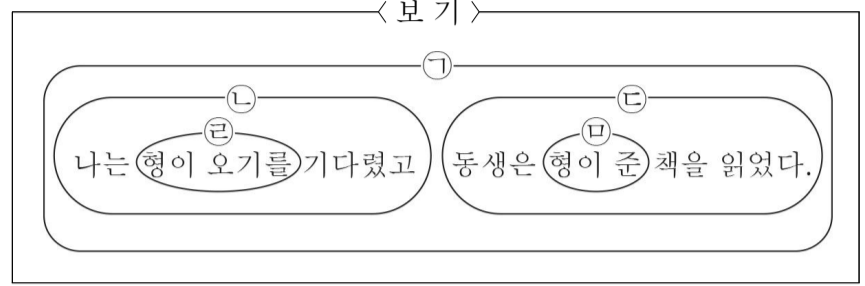 〈보 기〉
㉠
㉡ ㉢
㉣ ㉤
나는 형이 오기를 기다렸고 동생은 형이 준 책을 읽었다.